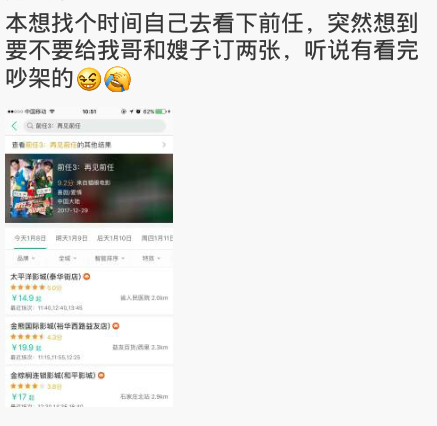 本想找个时间自己去看下前任，突然想到
要不要给我哥和嫂子订两张，听说有看完
吵架的😆🤣
中国移动
10:51
62%
前任3：再见前任
查看前任3：再见前任的其他结果
前任3：再见前任
9.2分 来自猫眼电影
喜剧/爱情
中国大陆
2017-12-29
今天1月8日 明天1月9日 后天1月10日 周四1月11日
品牌 全城 智能排序 特效
太平洋影城(泰华街店)
5.0分
￥14.9起
省人民医院 2.0km
最近场次：11:40,12:40,13:45
金熊国际影城(裕华西路益友店)
4.3分
￥19.9起
益友百货/西里 2.3km
最近场次：11:15,11:55,12:25
金棕榈连锁影城(和平影城)
3.8分
￥17起
石家庄北站 2.9km